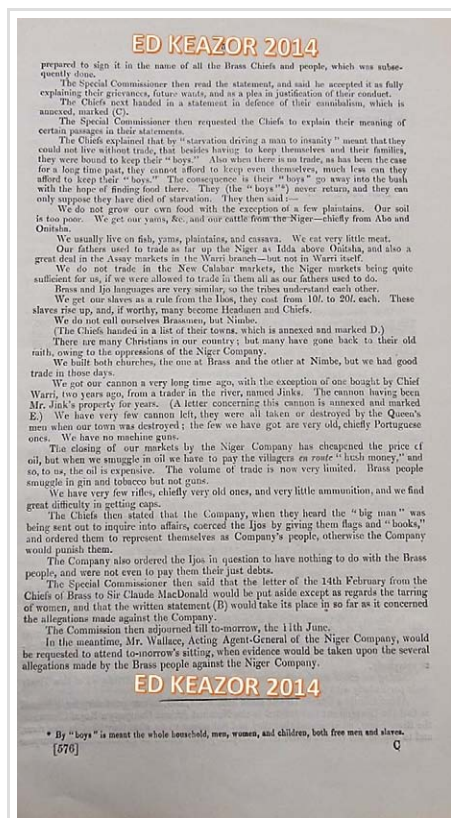 ED KEAZOR 2014
prepared to sign it in the name of all the Brass Chiefs and people, which was subse-
quently done.
The Special Commissioner then read the statement, and said he accepted it as fully
explaining their grievances, future wants, and as a plea in justification of their conduct.
The Chiefs next handed in a statement in defence of their cannibalism, which is
annexed, marked (C).
The Special Commissioner then requested the Chiefs to explain their meaning of
certain passages in their statements.
The Chiefs explained that by "starvation driving a man to insanity" meant that they
could not live without trade, that besides having to keep themselves and their families,
they were bound to keep their "boys." Also when there is no trade, as has been the case
for a long time past, they cannot afford to keep even themselves, much less can they
afford to keep their "boys." The consequence is their "boys" go away into the bush
with the hope of finding food there. They (the "boys"*) never return, and they can
only suppose they have died of starvation. They then said:—
We do not grow our own food with the exception of a few plaintains. Our soil
is too poor. We get our yams, &c., and our cattle from the Niger—chiefly from Abo and
Onitsha.
We usually live on fish, yams, plaintains, and cassava. We eat very little meat.
Our fathers used to trade as far up the Niger as Idda above Onitsha, and also a
great deal in the Assay markets in the Warri branch—but not in Warri itself.
We do not trade in the New Calabar markets, the Niger markets being quite
sufficient for us, if we were allowed to trade in them all as our fathers used to do.
Brass and Ijo languages are very similar, so the tribes understand each other.
We get our slaves as a rule from the Ibos, they cost from 10l. to 20l. each. These
slaves rise up, and, if worthy, many become Headmen and Chiefs.
We do not call ourselves Brassmen, but Nimbe.
(The Chiefs handed in a list of their towns, which is annexed and marked D.)
There are many Christians in our country; but many have gone back to their old
faith, owing to the oppressions of the Niger Company.
We built both churches, the one at Brass and the other at Nimbe, but we had good
trade in those days.
We got our cannon a very long time ago, with the exception of one bought by Chief
Warri, two years ago, from a trader in the river, named Jinks. The cannon having been
Mr. Jink's property for years. (A letter concerning this cannon is annexed and marked
E.) We have very few cannon left, they were all taken or destroyed by the Queen's
men when our town was destroyed; the few we have got are very old, chiefly Portuguese
ones. We have no machine guns.
The closing of our markets by the Niger Company has cheapened the price of
oil, but when we smuggle in oil we have to pay the villagers en route "hush money," and
so, to us, the oil is expensive. The volume of trade is now very limited. Brass people
smuggle in gin and tobacco but not guns.
We have very few rifles, chiefly very old ones, and very little ammunition, and we find
great difficulty in getting caps.
The Chiefs then stated that the Company, when they heard the "big man" was
being sent out to inquire into affairs, coerced the Ijos by giving them flags and "books,"
and ordered them to represent themselves as Company's people, otherwise the Company
would punish them.
The Company also ordered the Ijos in question to have nothing to do with the Brass
people, and were not even to pay them their just debts.
The Special Commissioner then said that the letter of the 14th February from the
Chiefs of Brass to Sir Claude MacDonald would be put aside except as regards the tarring
of women, and that the written statement (B) would take its place in so far as it concerned
the allegations made against the Company.
The Commission then adjourned till to-morrow, the 11th June.
In the meantime, Mr. Wallace, Acting Agent-General of the Niger Company, would
be requested to attend to-morrow's sitting, when evidence would be taken upon the several
allegations made by the Brass people against the Niger Company.
ED KEAZOR 2014
* By "boys" is meant the whole household, men, women, and children, both free men and slaves.
[576] C